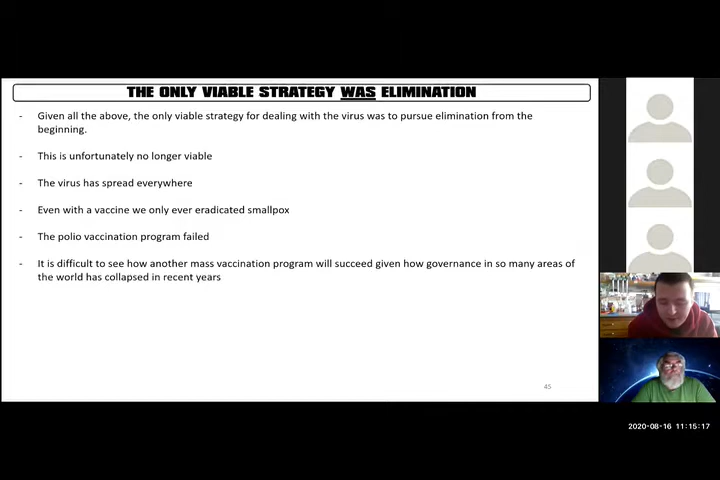 THE ONLY VIABLE STRATEGY WAS ELIMINATION
- Given all the above, the only viable strategy for dealing with the virus was to pursue elimination from the
beginning.
- This is unfortunately no longer viable
- The virus has spread everywhere
- Even with a vaccine we only ever eradicated smallpox
- The polio vaccination program failed
- It is difficult to see how another mass vaccination program will succeed given how governance in so many areas of
the world has collapsed in recent years
45
2020-08-16 11:15:17